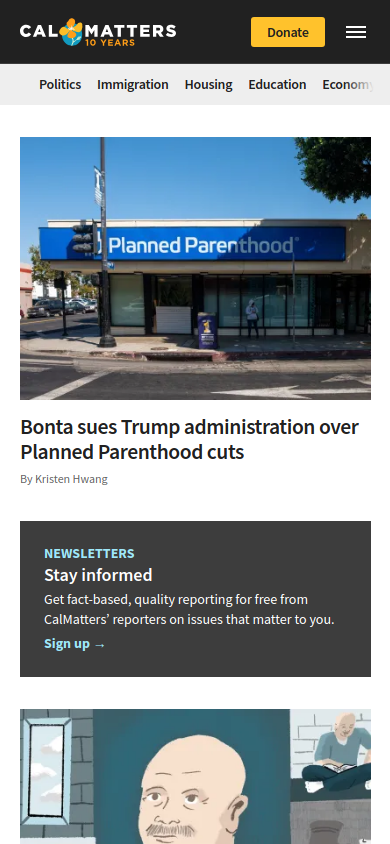 CALMATTERS
10 YEARS
Donate
Politics Immigration Housing Education Economy
Planned Parenthood
Bonta sues Trump administration over
Planned Parenthood cuts
By Kristen Hwang
NEWSLETTERS
Stay informed
Get fact-based, quality reporting for free from
CalMatters’ reporters on issues that matter to you.
Sign up →